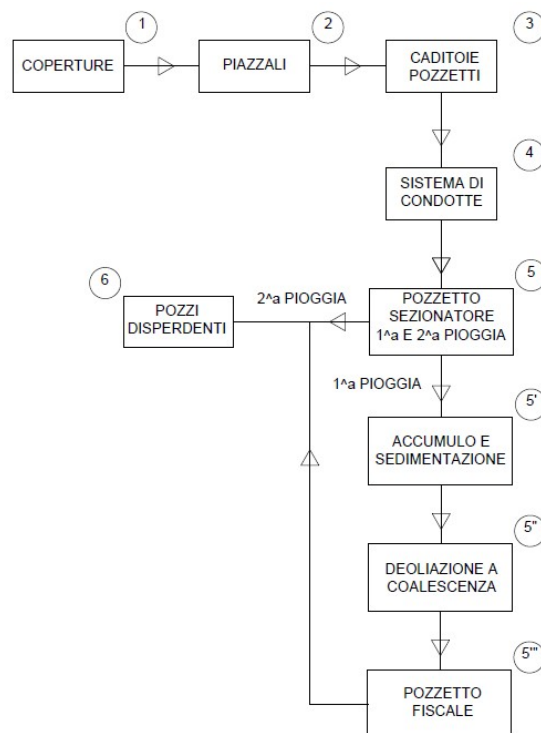 1
COPERTURE
2
PIAZZALI
3
CADITOIE
POZZETTI
4
SISTEMA DI
CONDOTTE
5
POZZETTO
SEZIONATORE
1^a E 2^a PIOGGIA
2^a PIOGGIA
6
POZZI
DISPERDENTI
1^a PIOGGIA
5'
ACCUMULO E
SEDIMENTAZIONE
5"
DEOLIAZIONE A
COALESCENZA
5'"
POZZETTO
FISCALE